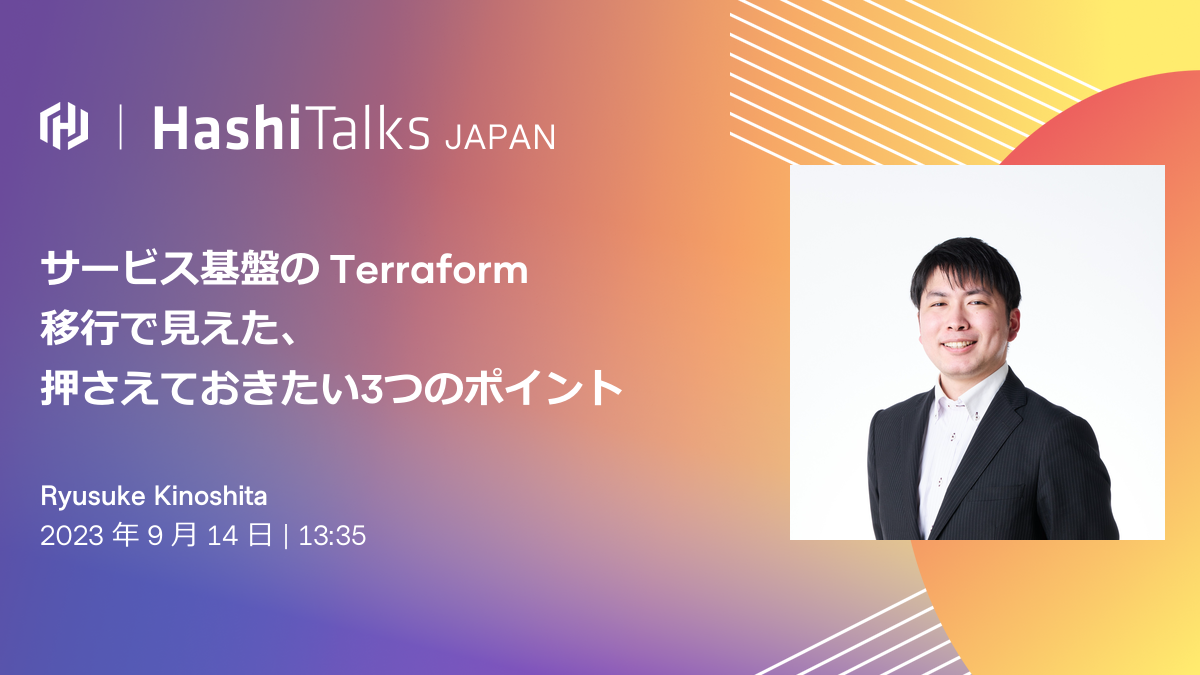 HashiTalks JAPAN
サービス基盤の Terraform
移行で見えた、
押さえておきたい3つのポイント
Ryusuke Kinoshita
2023 年 9 月 14 日 | 13:35